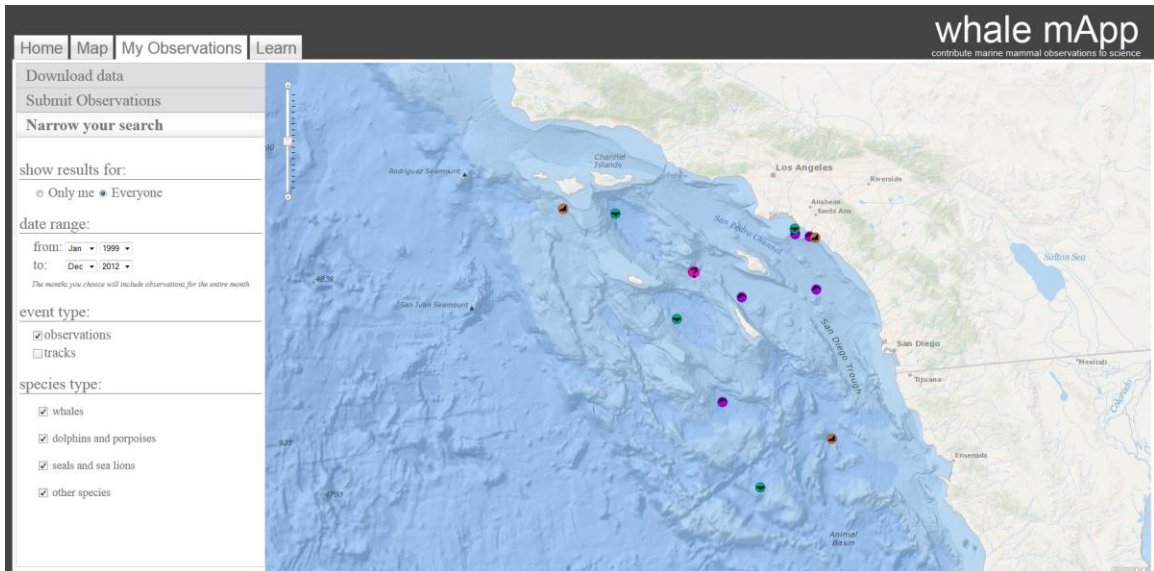 whale mApp
contribute marine mammal observations to science
Home Map My Observations Learn
Download data
Submit Observations
Narrow your search
show results for:
Only me Everyone
date range:
from: Jan 1999
to: Dec 2012
The months you choose will include observations for the entire month
event type:
observations
tracks
species type:
whales
dolphins and porpoises
seals and sea lions
other species
Channel
Islands
Los Angeles
Rodriguez Seamount
Riverside
Anaheim
Santa Ana
San Pedro Channel
Salton Sea
?
4838
San Juan Seamount
San Diego Trough
San Diego
Mexicali
Tijuana
Colorado
Ensenada
4793
Animal
Basin